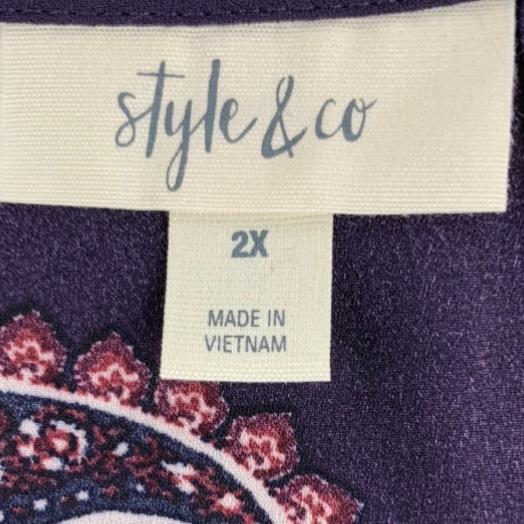 style & co
2X
MADE IN
VIETNAM